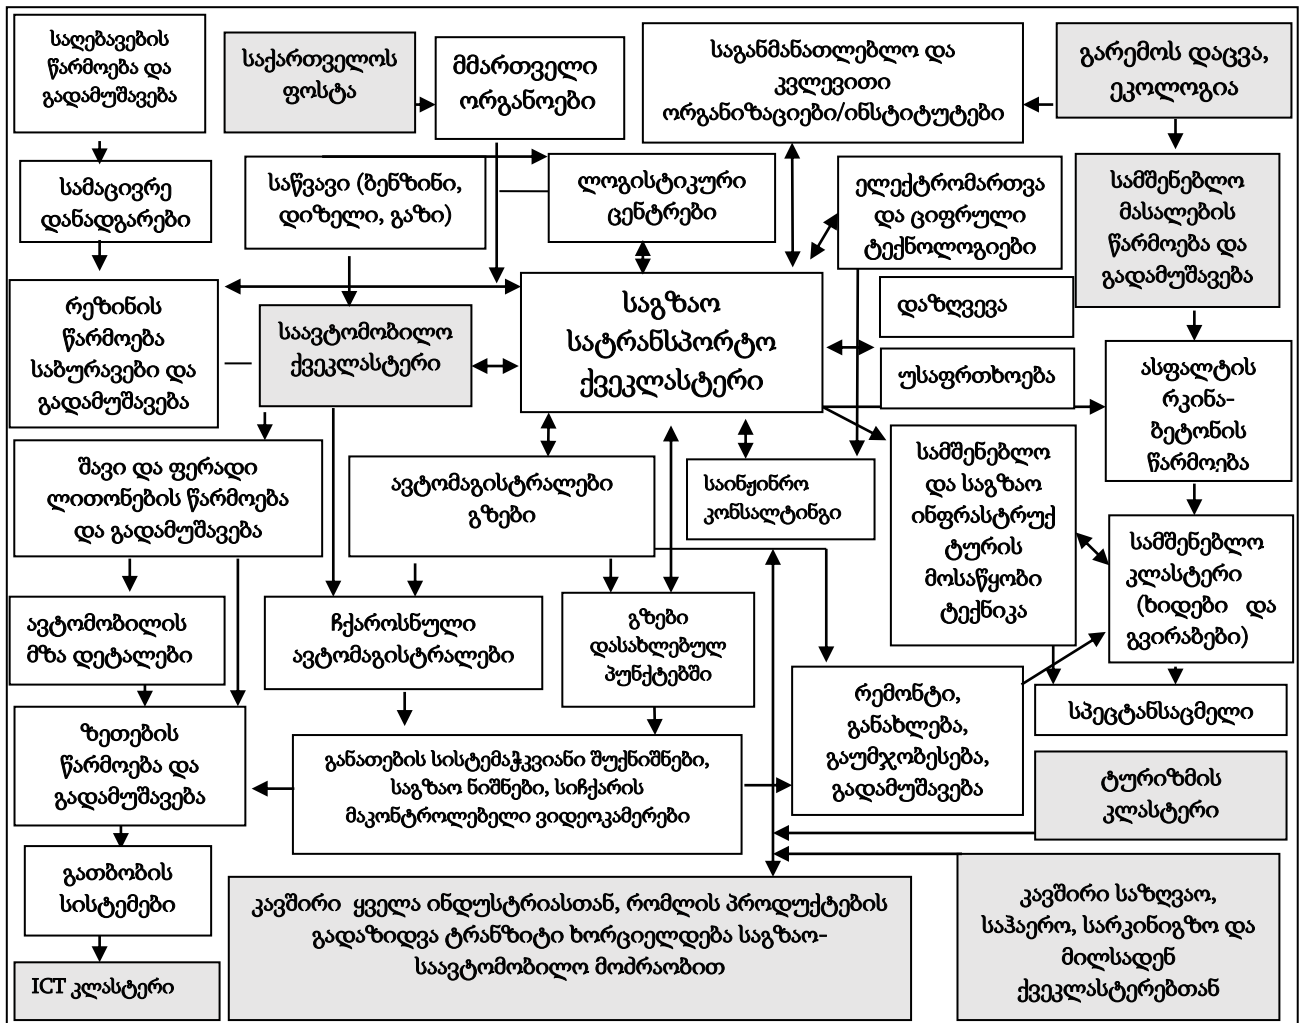 საღებავების
წარმოება და
გადამუშავება
საქართველოს
ფოსტა
მმართველი
ორგანოები
საგანმანათლებლო და
კვლევითი
ორგანიზაციები/ინსტიტუტები
გარემოს დაცვა,
ეკოლოგია
სამაცივრე
დანადგარები
საწვავი (ბენზინი,
დიზელი, გაზი)
ლოგისტიკური
ცენტრები
ელექტრომართვა
და ციფრული
ტექნოლოგიები
სამშენებლო
მასალების
წარმოება და
გადამუშავება
რეზინის
წარმოება
საბურავები და
გადამუშავება
საავტომობილო
ქვეკლასტერი
საგზაო
სატრანსპორტო
ქვეკლასტერი
დაზღვევა
უსაფრთხოება
ასფალტის
რკინა-
ბეტონის
წარმოება
შავი და ფერადი
ლითონების წარმოება
და გადამუშავება
ავტომაგისტრალები
გზები
საინჟინრო
კონსალტინგი
სამშენებლო
და საგზაო
ინფრასტრუქ
ტურის
მოსაწყობი
ტექნიკა
სამშენებლო
კლასტერი
(ხიდები და
გვირაბები)
ავტომობილის
მზა დეტალები
ჩქაროსნული
ავტომაგისტრალები
გზები
დასახლებულ
პუნქტებში
რემონტი,
განახლება,
გაუმჯობესება,
გადამუშავება
სპეცტანსაცმელი
ზეთების
წარმოება და
გადამუშავება
განათების სისტემაჭკვიანი შუქნიშნები,
საგზაო ნიშნები, სიჩქარის
მაკონტროლებელი ვიდეოკამერები
ტურიზმის
კლასტერი
გათბობის
სისტემები
კავშირი ყველა ინდუსტრიასთან, რომლის პროდუქტების
გადაზიდვა ტრანზიტი ხორციელდება საგზაო-
საავტომობილო მოძრაობით
კავშირი საზღვაო,
საჰაერო, სარკინიგზო და
მილსადენ
ქვეკლასტერებთან
ICT კლასტერი